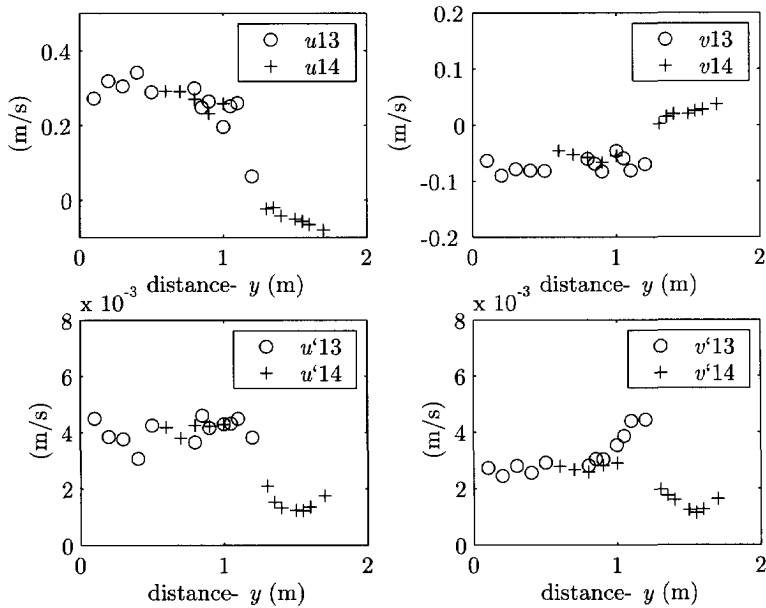 u13
u14
0.4
0.2
0
(m/s)
0
1
2
distance- y (m)
v13
v14
0.2
0.1
0
-0.1
-0.2
(m/s)
0
1
2
distance- y (m)
x 10⁻³
u‘13
u‘14
8
6
4
2
0
(m/s)
0
1
2
distance- y (m)
x 10⁻³
v‘13
v‘14
8
6
4
2
0
(m/s)
0
1
2
distance- y (m)